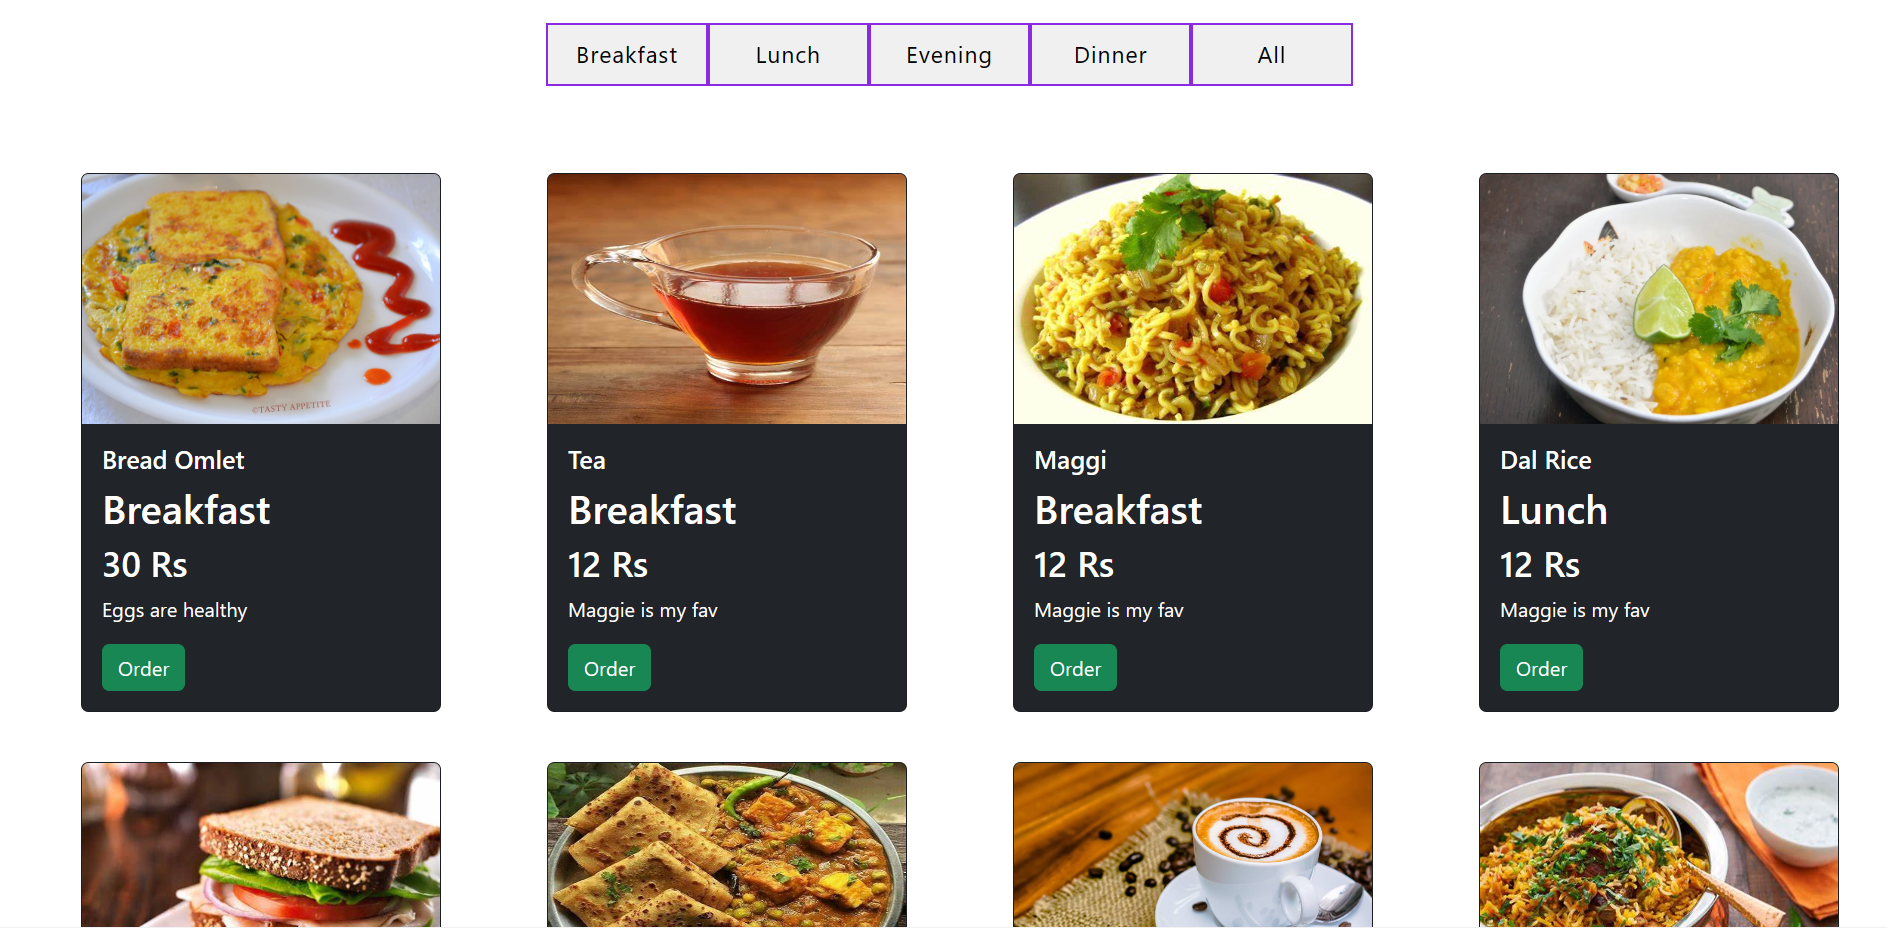 Breakfast Lunch Evening Dinner All
©TASTY APPETITE
Bread Omlet
Breakfast
30 Rs
Eggs are healthy
Order
Tea
Breakfast
12 Rs
Maggie is my fav
Order
Maggi
Breakfast
12 Rs
Maggie is my fav
Order
Dal Rice
Lunch
12 Rs
Maggie is my fav
Order